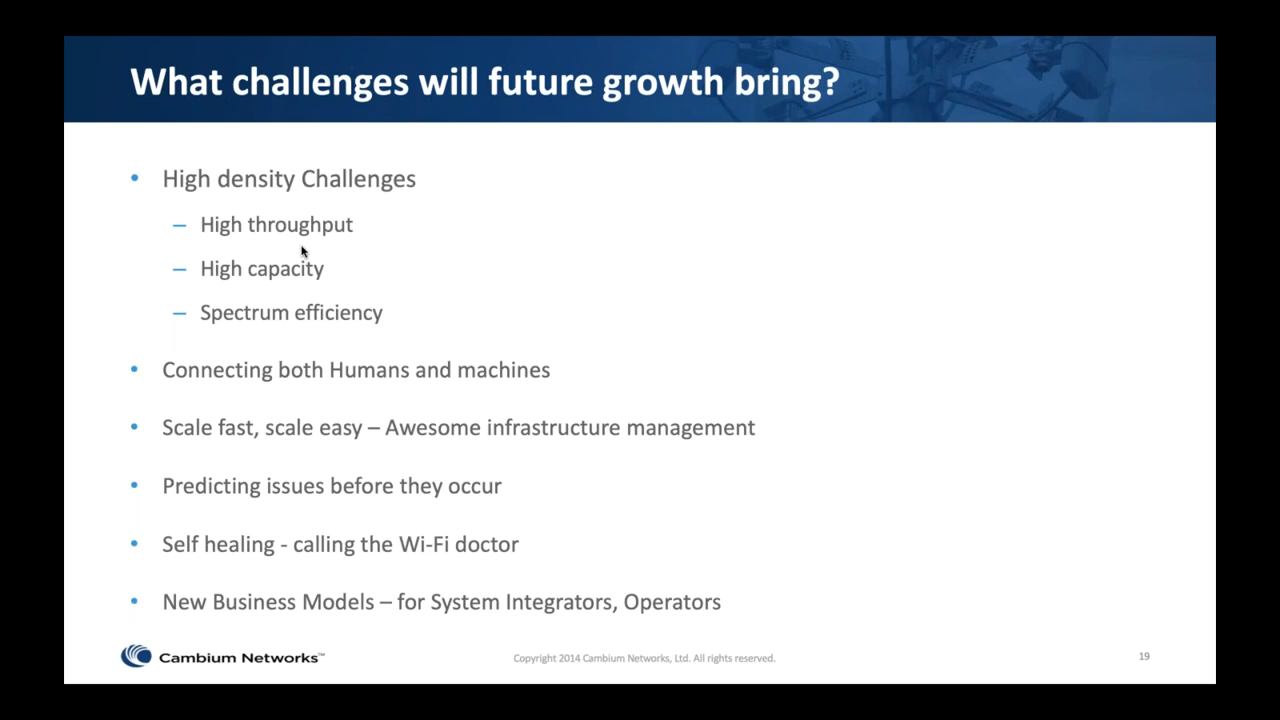 What challenges will future growth bring?
• High density Challenges
– High throughput
– High capacity
– Spectrum efficiency
• Connecting both Humans and machines
• Scale fast, scale easy – Awesome infrastructure management
• Predicting issues before they occur
• Self healing - calling the Wi-Fi doctor
• New Business Models – for System Integrators, Operators
Cambium Networks™
Copyright 2014 Cambium Networks, Ltd. All rights reserved.
19